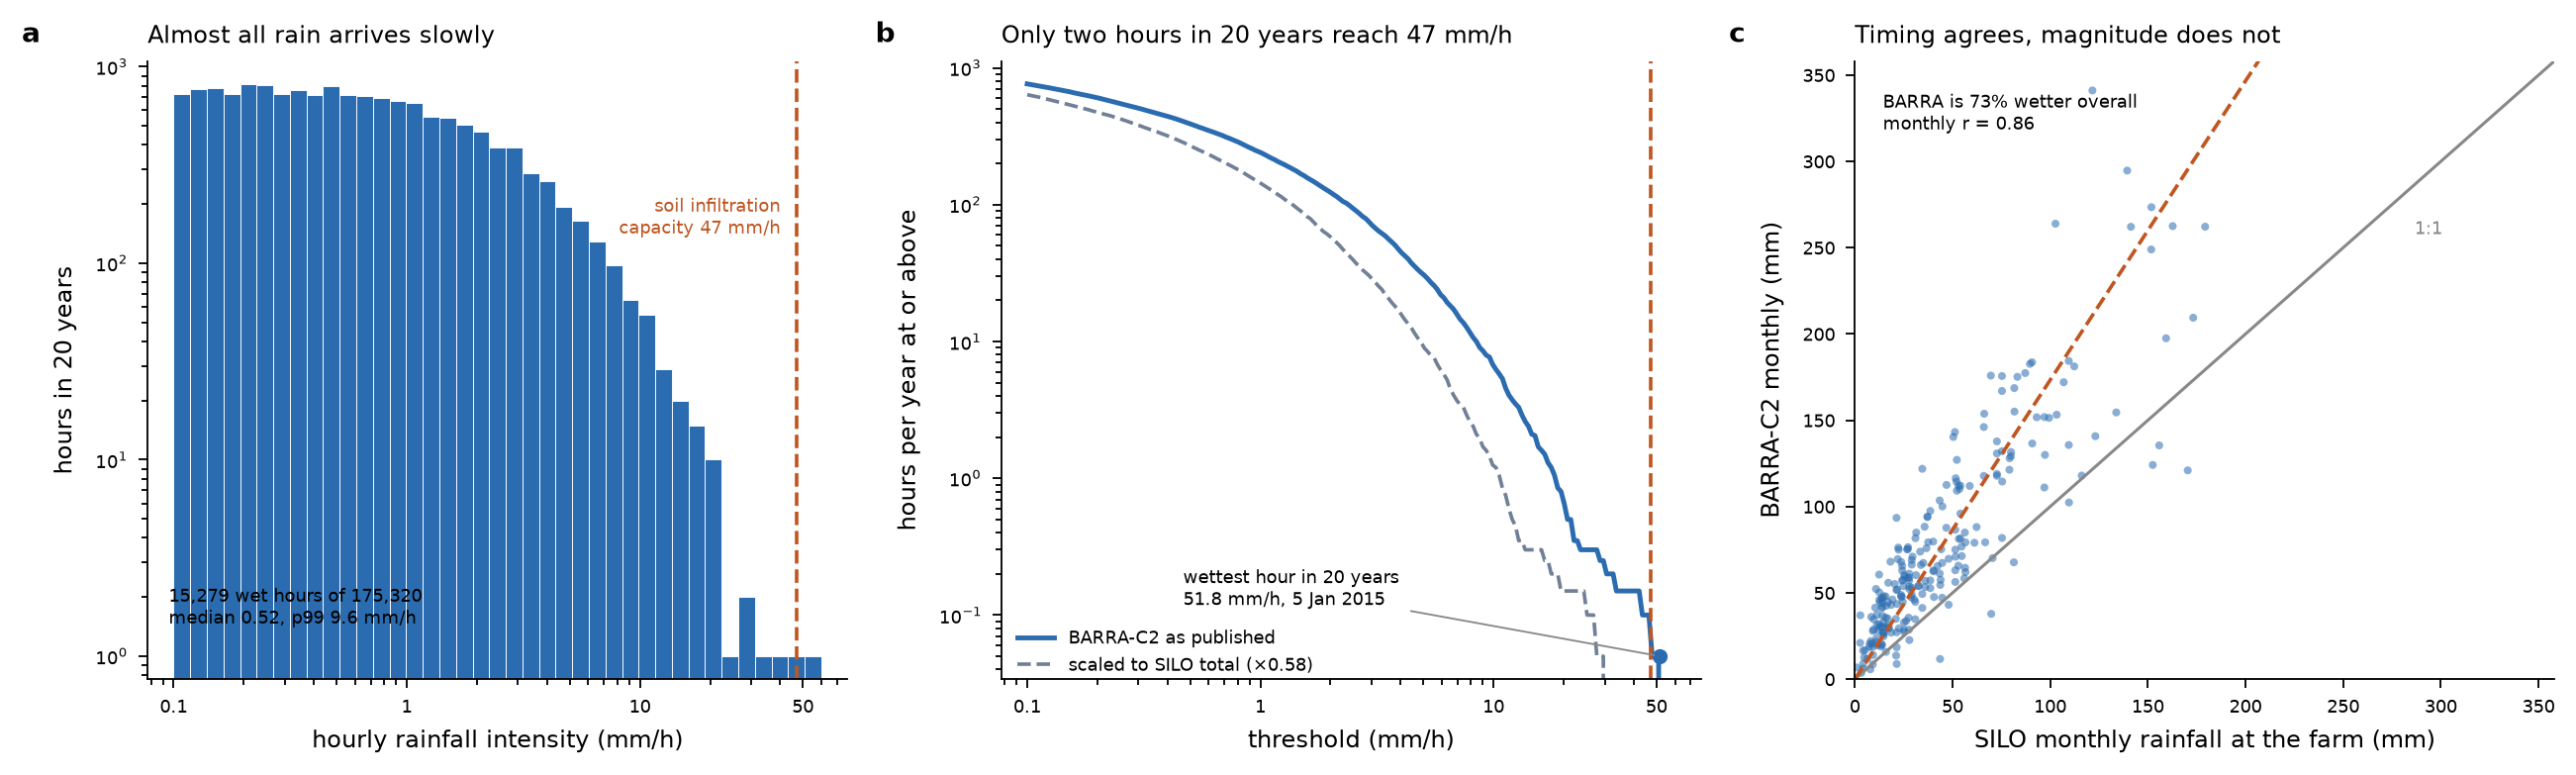 a
Almost all rain arrives slowly
hours in 20 years
10³
10²
10¹
10⁰
soil infiltration
capacity 47 mm/h
15,279 wet hours of 175,320
median 0.52, p99 9.6 mm/h
0.1
1
10
50
hourly rainfall intensity (mm/h)
b
Only two hours in 20 years reach 47 mm/h
hours per year at or above
10³
10²
10¹
10⁰
10⁻¹
wettest hour in 20 years
51.8 mm/h, 5 Jan 2015
BARRA-C2 as published
scaled to SILO total (×0.58)
0.1
1
10
50
threshold (mm/h)
c
Timing agrees, magnitude does not
BARRA-C2 monthly (mm)
350
300
250
200
150
100
50
0
BARRA is 73% wetter overall
monthly r = 0.86
1:1
0
50
100
150
200
250
300
350
SILO monthly rainfall at the farm (mm)